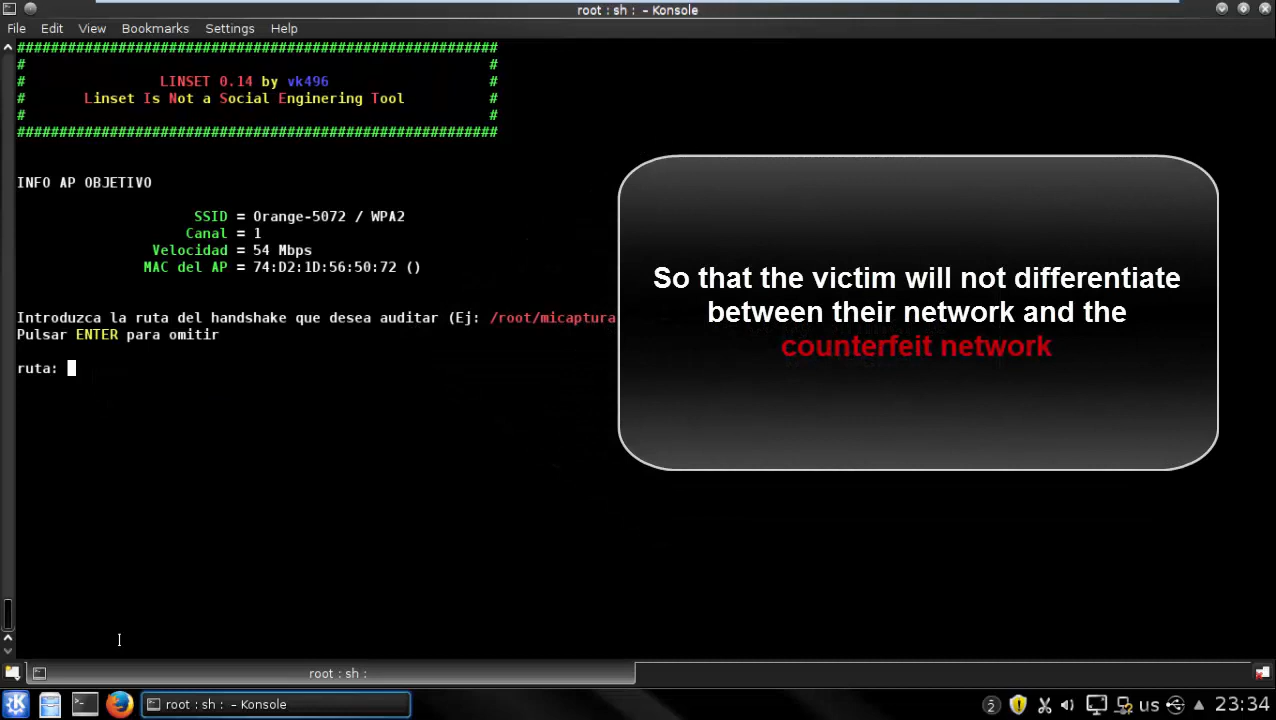 root : sh : - Konsole
File Edit View Bookmarks Settings Help
#########################################################
# #
# LINSET 0.14 by vk496 #
# Linset Is Not a Social Enginering Tool #
# #
#########################################################
INFO AP OBJETIVO
SSID = Orange-5072 / WPA2
Canal = 1
Velocidad = 54 Mbps
MAC del AP = 74:D2:1D:56:50:72 ()
Introduzca la ruta del handshake que desea auditar (Ej: /root/micaptura
Pulsar ENTER para omitir
ruta:
So that the victim will not differentiate
between their network and the
counterfeit network
root : sh :
root : sh : - Konsole
2
us
23:34